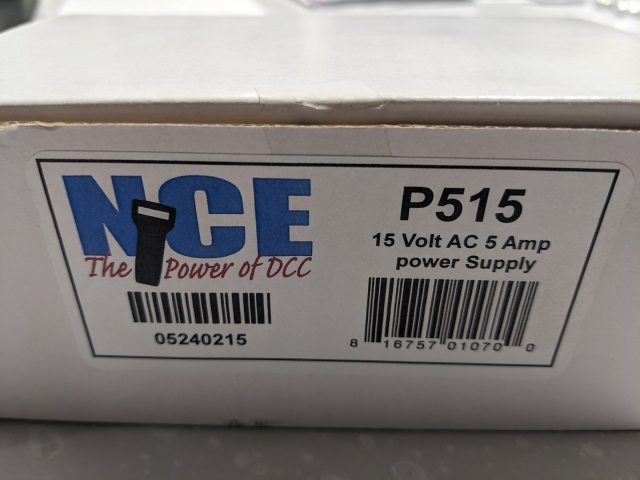 NCE
The Power of DCC
05240215
P515
15 Volt AC 5 Amp
power Supply
8 16757 01070 0